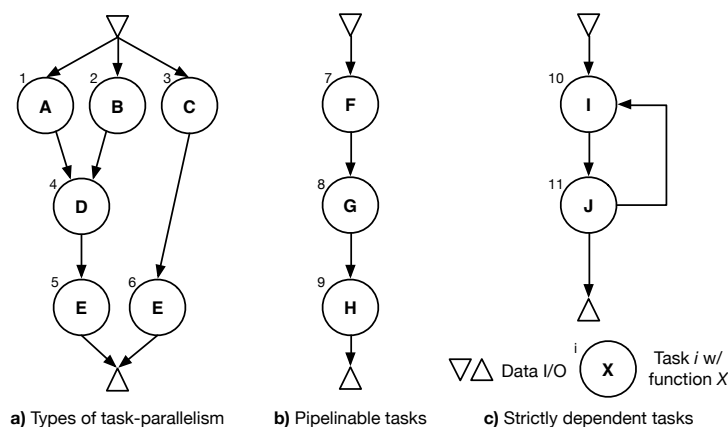 1
A
2
B
3
C
4
D
5
E
6
E
a) Types of task-parallelism
7
F
8
G
9
H
b) Pipelinable tasks
10
I
11
J
Data I/O
i
X
Task i w/
function X
c) Strictly dependent tasks